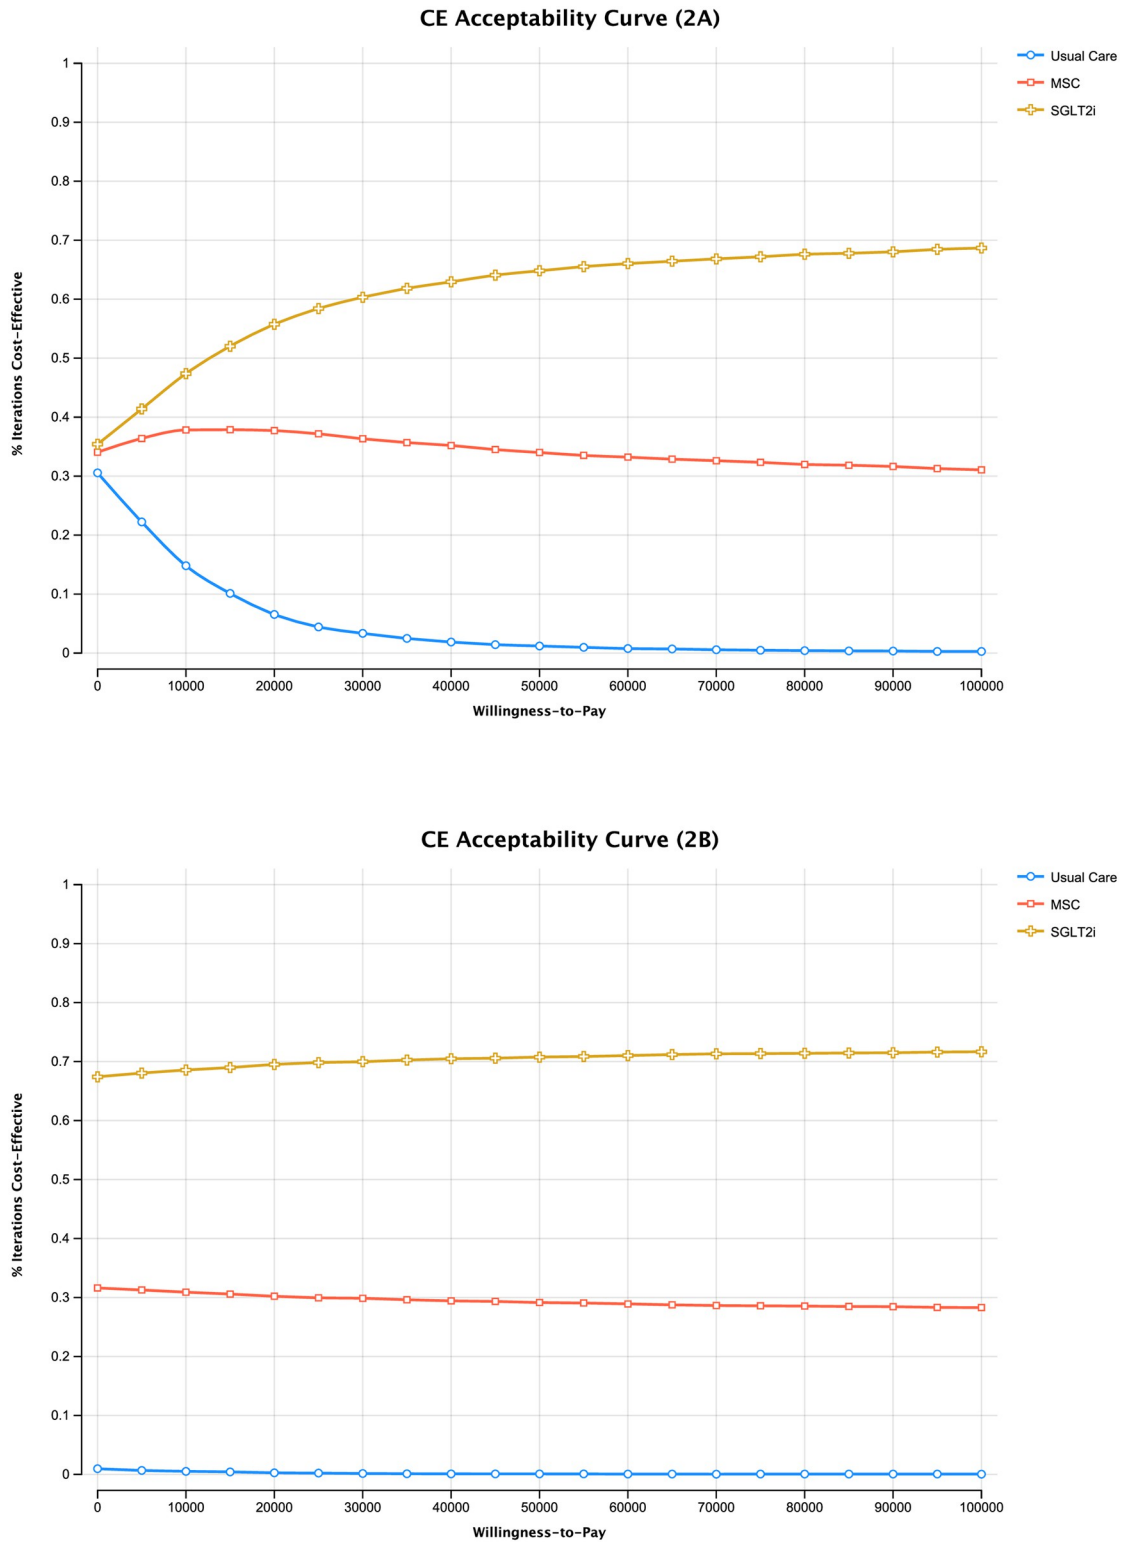 CE Acceptability Curve (2A)
Usual Care
MSC
SGLT2i
% Iterations Cost-Effective
1
0.9
0.8
0.7
0.6
0.5
0.4
0.3
0.2
0.1
0
0 10000 20000 30000 40000 50000 60000 70000 80000 90000 100000
Willingness-to-Pay
CE Acceptability Curve (2B)
Usual Care
MSC
SGLT2i
% Iterations Cost-Effective
1
0.9
0.8
0.7
0.6
0.5
0.4
0.3
0.2
0.1
0
0 10000 20000 30000 40000 50000 60000 70000 80000 90000 100000
Willingness-to-Pay